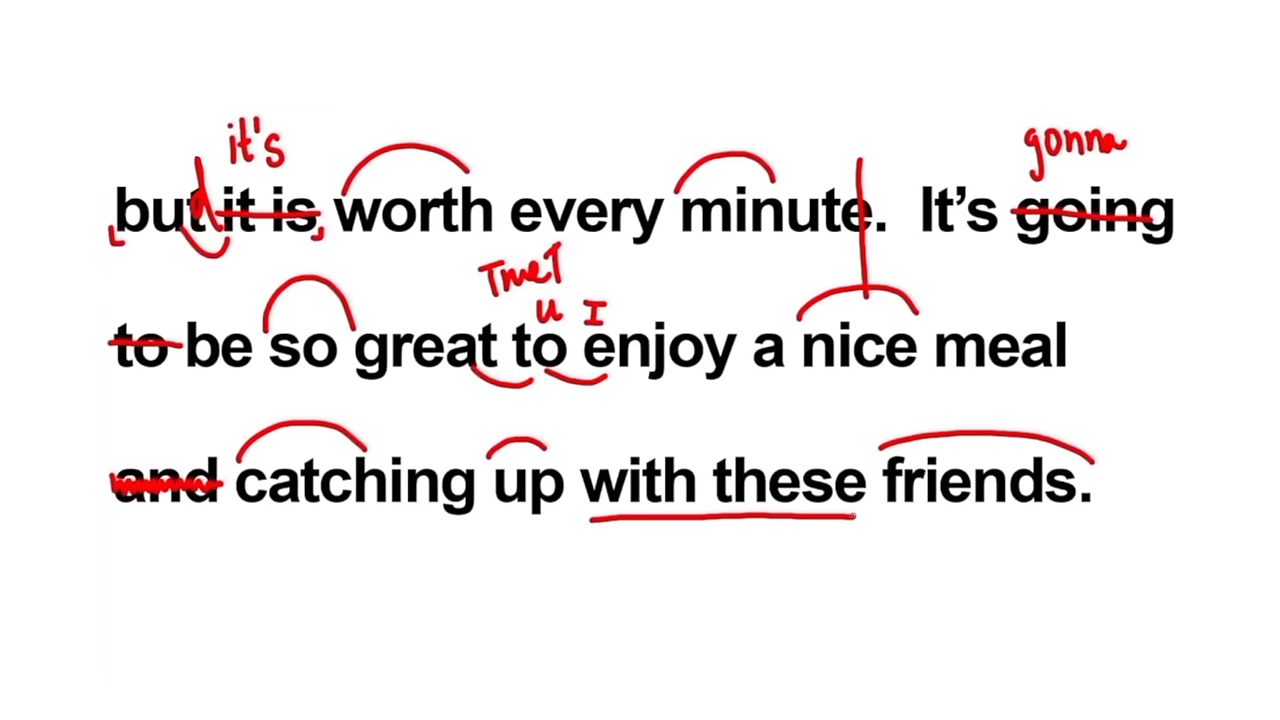 it's gonna
but it is worth every minute. It's going
d
TrueT
u I
to be so great to enjoy a nice meal
and catching up with these friends.